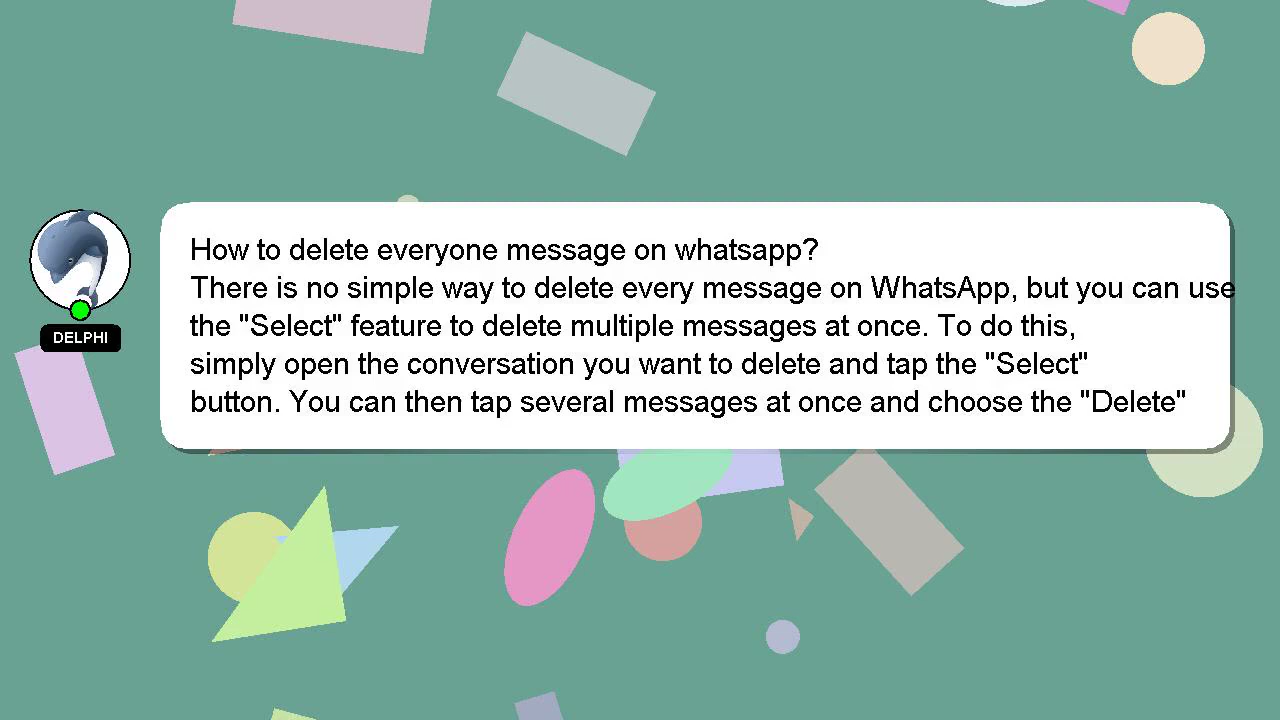 How to delete everyone message on whatsapp?
There is no simple way to delete every message on WhatsApp, but you can use
the "Select" feature to delete multiple messages at once. To do this,
simply open the conversation you want to delete and tap the "Select"
button. You can then tap several messages at once and choose the "Delete"
DELPHI